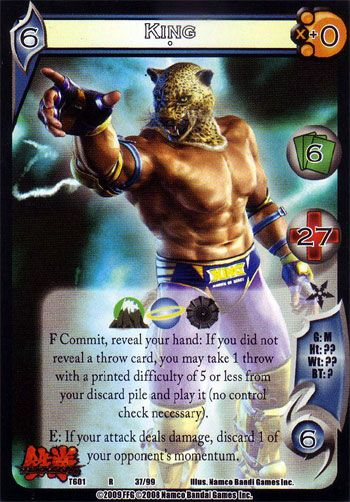 6
KING
X+0
6
27
KING
G: M
Ht: ??
Wt: ??
BT: ?
6
F Commit, reveal your hand: If you did not
reveal a throw card, you may take 1 throw
with a printed difficulty of 5 or less from
your discard pile and play it (no control
check necessary).
E: If your attack deals damage, discard 1 of
your opponent's momentum.
T601 R 37/99 Illus. Namco Bandi Games Inc.
©2009 FFG ©2008 Namco Bandai Games Inc.